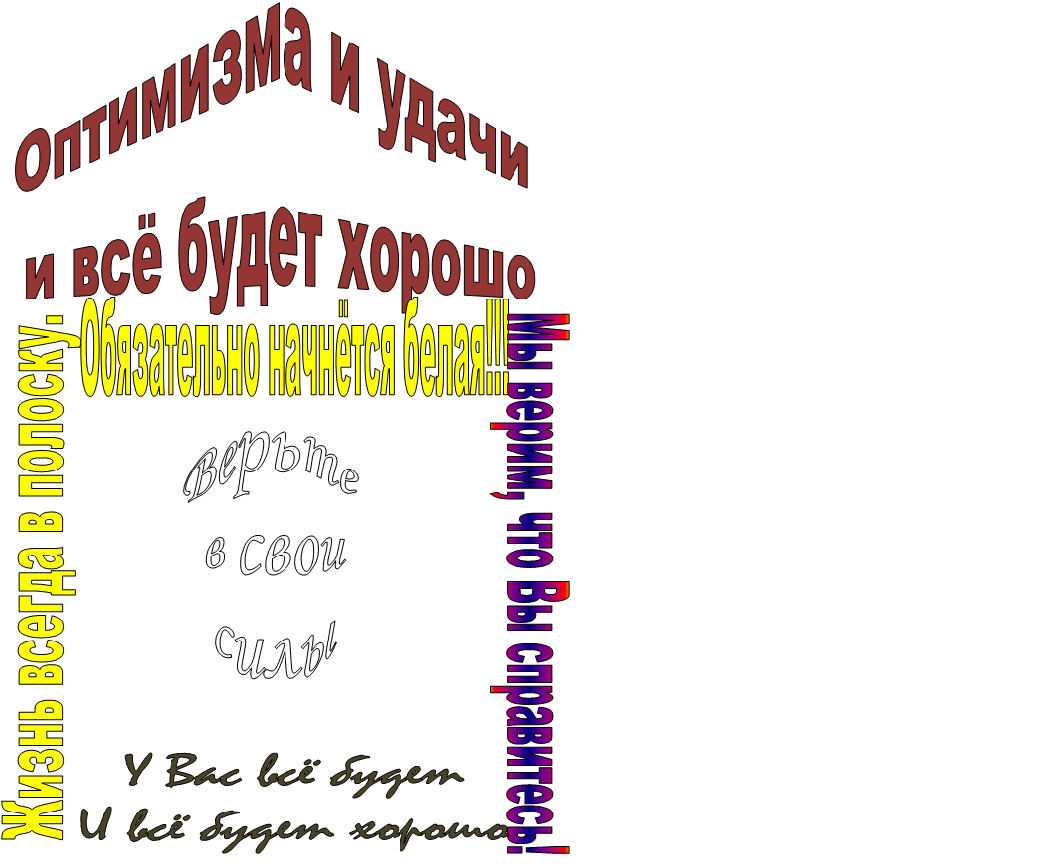 Оптимизма и удачи
и всё будет хорошо
Жизнь всегда в полоску.
Обязательно начнётся белая!!!
Мы верим, что Вы справитесь!
Верьте
в свои
силы
У Вас всё будет
И всё будет хорошо